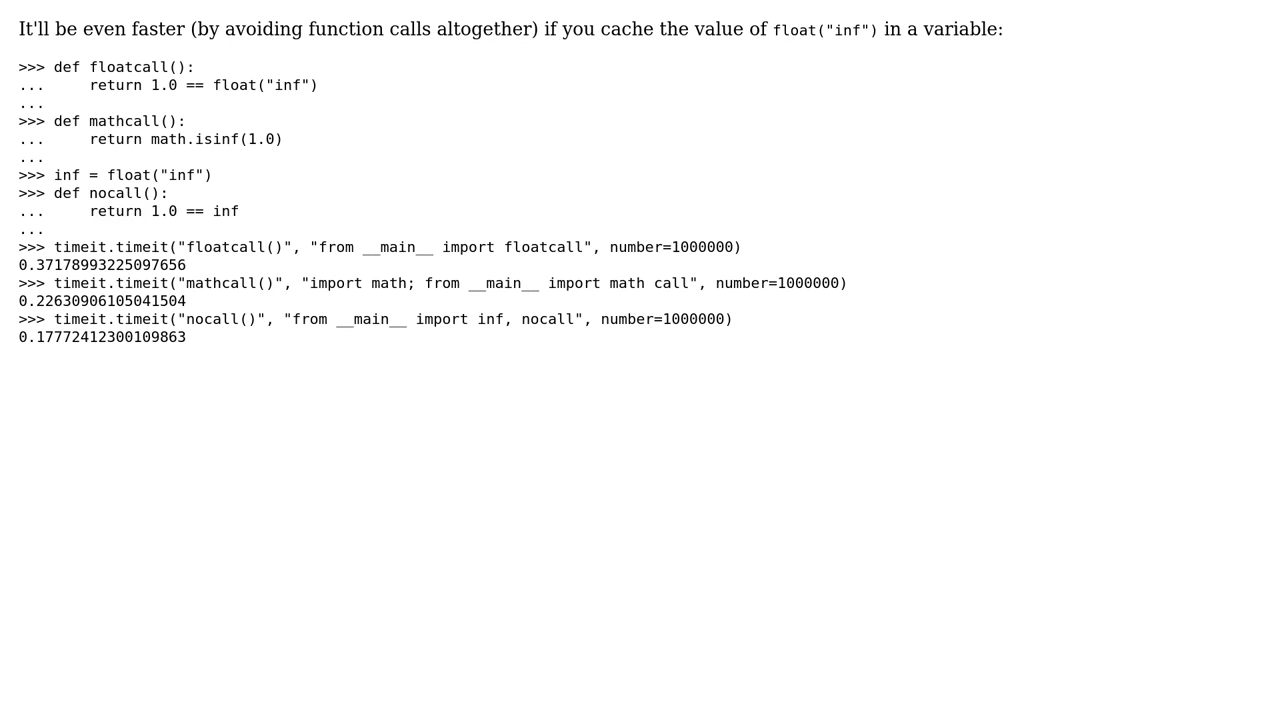 It'll be even faster (by avoiding function calls altogether) if you cache the value of float("inf") in a variable:
>>> def floatcall():
...     return 1.0 == float("inf")
...
>>> def mathcall():
...     return math.isinf(1.0)
...
>>> inf = float("inf")
>>> def nocall():
...     return 1.0 == inf
...
>>> timeit.timeit("floatcall()", "from __main__ import floatcall", number=1000000)
0.37178993225097656
>>> timeit.timeit("mathcall()", "import math; from __main__ import math call", number=1000000)
0.22630906105041504
>>> timeit.timeit("nocall()", "from __main__ import inf, nocall", number=1000000)
0.17772412300109863